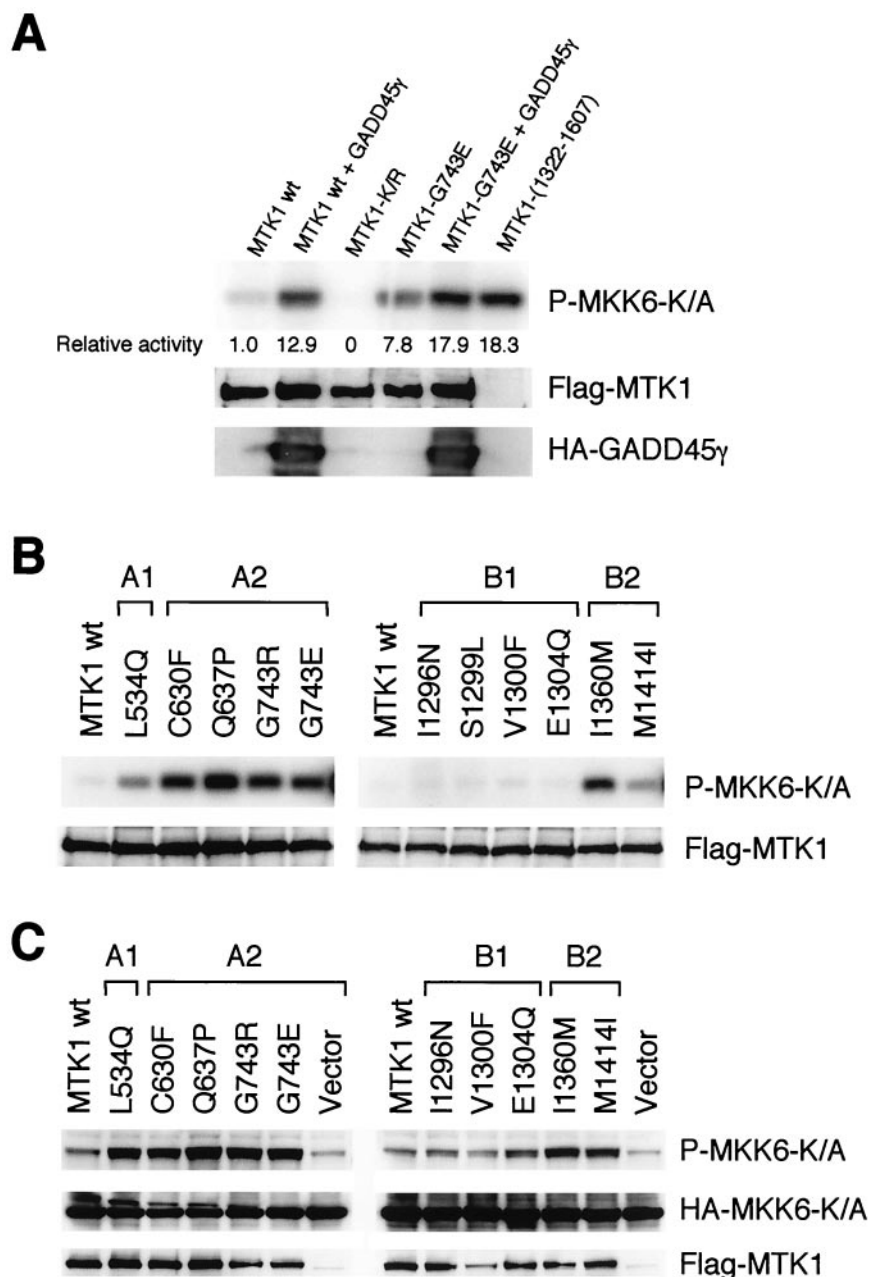 A
MTK1 wt
MTK1 wt + GADD45γ
MTK1-K/R
MTK1-G743E
MTK1-G743E + GADD45γ
MTK1-(1322-1607)
P-MKK6-K/A
Relative activity 1.0 12.9 0 7.8 17.9 18.3
Flag-MTK1
HA-GADD45γ
B
A1 A2 B1 B2
MTK1 wt L534Q C630F Q637P G743R G743E MTK1 wt I1296N S1299L V1300F E1304Q I1360M M1414I
P-MKK6-K/A
Flag-MTK1
C
A1 A2 B1 B2
MTK1 wt L534Q C630F Q637P G743R G743E Vector MTK1 wt I1296N V1300F E1304Q I1360M M1414I Vector
P-MKK6-K/A
HA-MKK6-K/A
Flag-MTK1